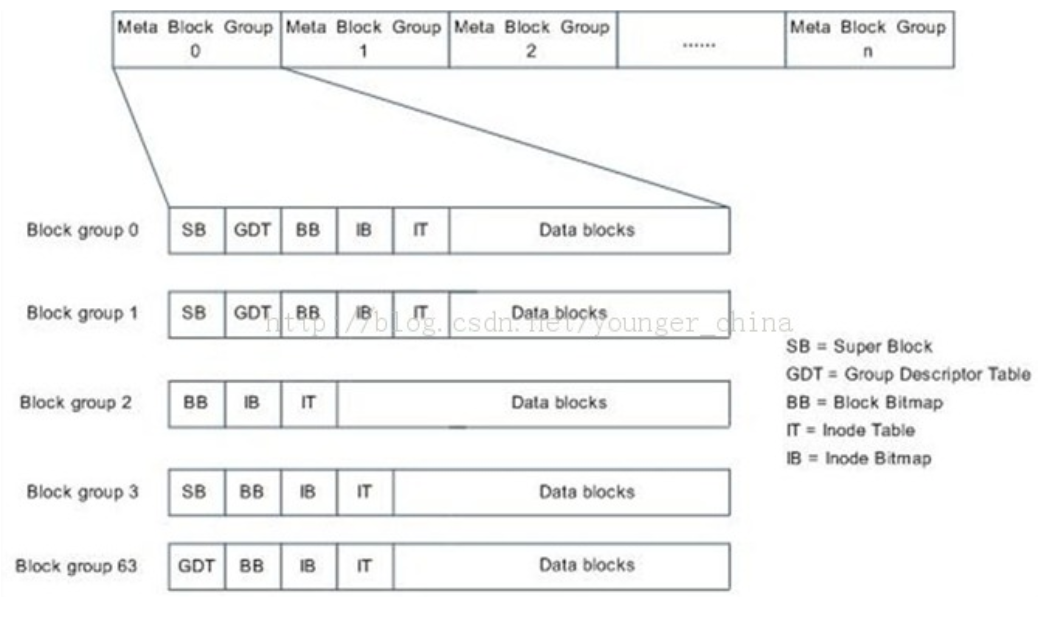 Meta Block Group 0
Meta Block Group 1
Meta Block Group 2
......
Meta Block Group n
Block group 0 SB GDT BB IB IT Data blocks
Block group 1 SB GDT BB IB IT Data blocks
http://blog.csdn.net/younger_china
Block group 2 BB IB IT Data blocks
Block group 3 SB BB IB IT Data blocks
Block group 63 GDT BB IB IT Data blocks
SB = Super Block
GDT = Group Descriptor Table
BB = Block Bitmap
IT = Inode Table
IB = Inode Bitmap